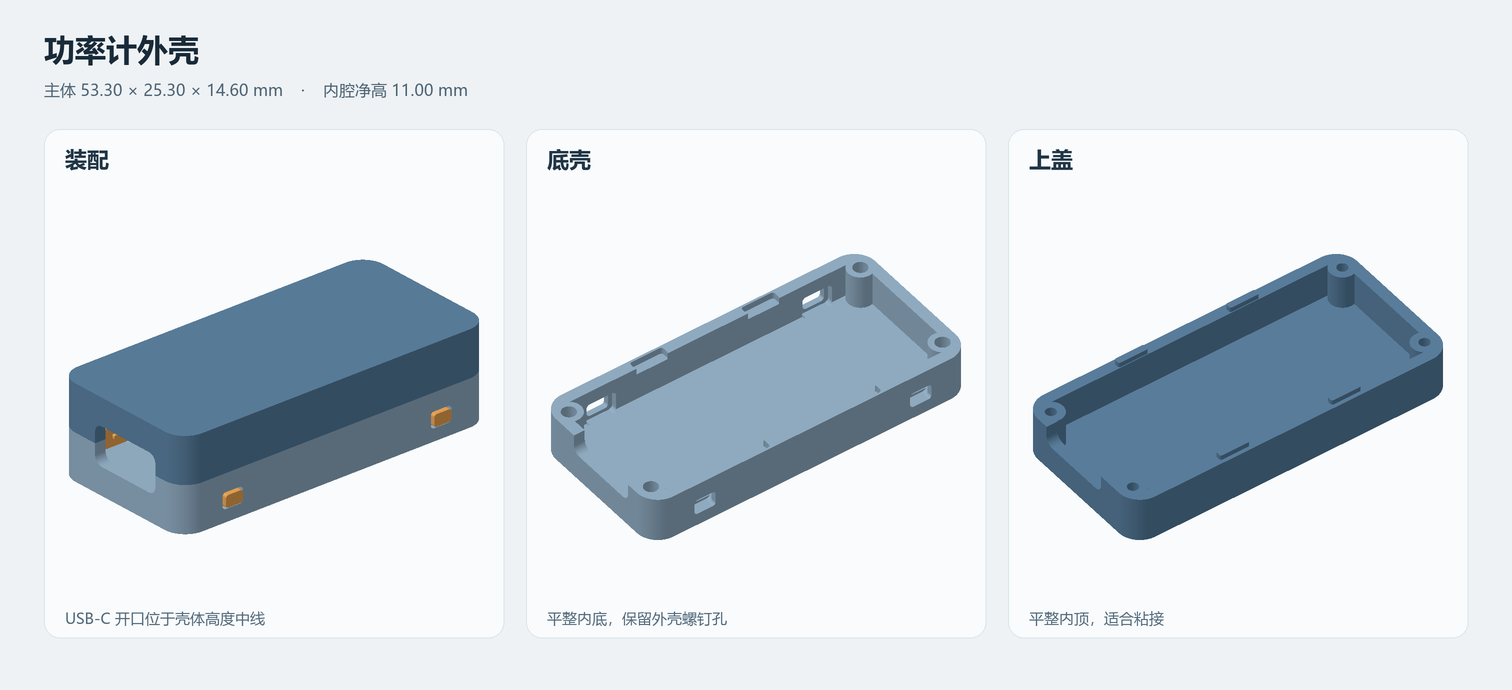 功率计外壳
主体 53.30 × 25.30 × 14.60 mm · 内腔净高 11.00 mm
装配
底壳
上盖
USB-C 开口位于壳体高度中线
平整内底，保留外壳螺钉孔
平整内顶，适合粘接